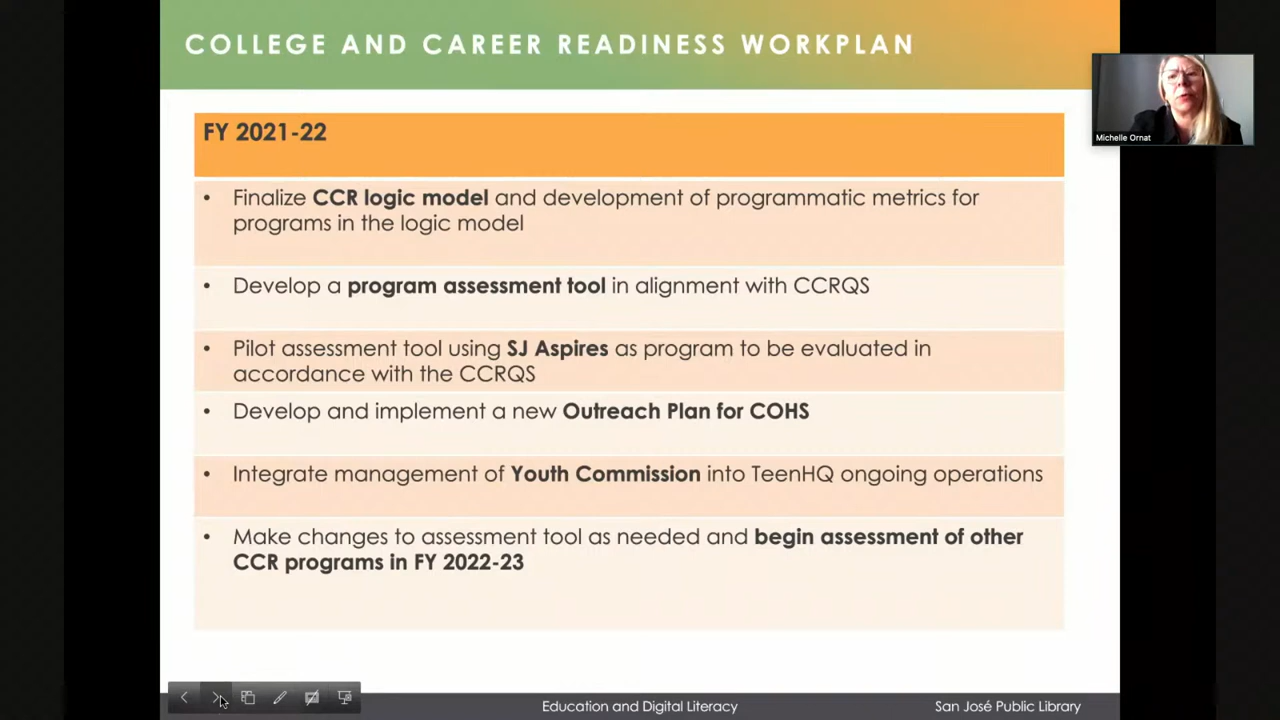 COLLEGE AND CAREER READINESS WORKPLAN
Michelle Ornat
FY 2021-22
• Finalize CCR logic model and development of programmatic metrics for
programs in the logic model
• Develop a program assessment tool in alignment with CCRQS
• Pilot assessment tool using SJ Aspires as program to be evaluated in
accordance with the CCRQS
• Develop and implement a new Outreach Plan for COHS
• Integrate management of Youth Commission into TeenHQ ongoing operations
• Make changes to assessment tool as needed and begin assessment of other
CCR programs in FY 2022-23
Education and Digital Literacy
San José Public Library